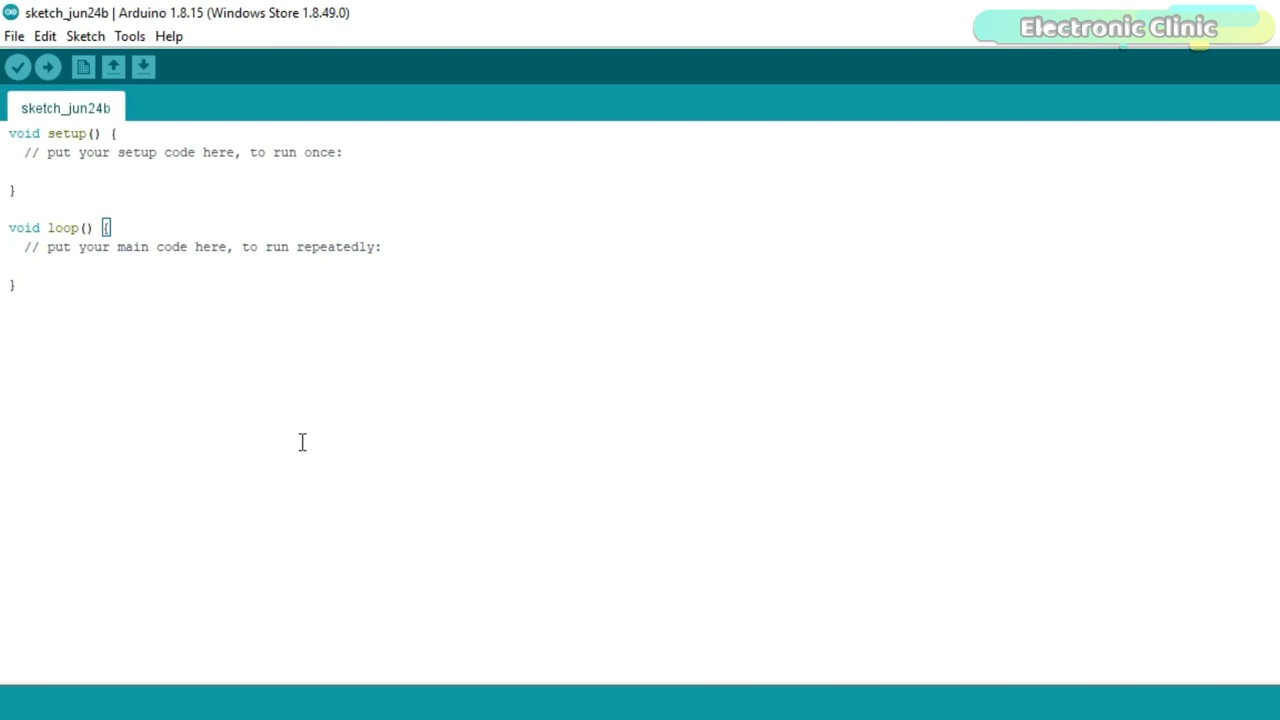 sketch_jun24b | Arduino 1.8.15 (Windows Store 1.8.49.0)
Electronic Clinic
File Edit Sketch Tools Help
sketch_jun24b
void setup() {
  // put your setup code here, to run once:
}
void loop() {
  // put your main code here, to run repeatedly:
}